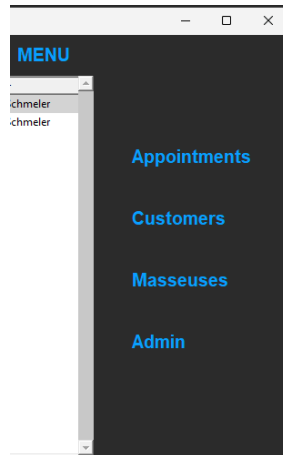 MENU
chmeler
chmeler
Appointments
Customers
Masseuses
Admin